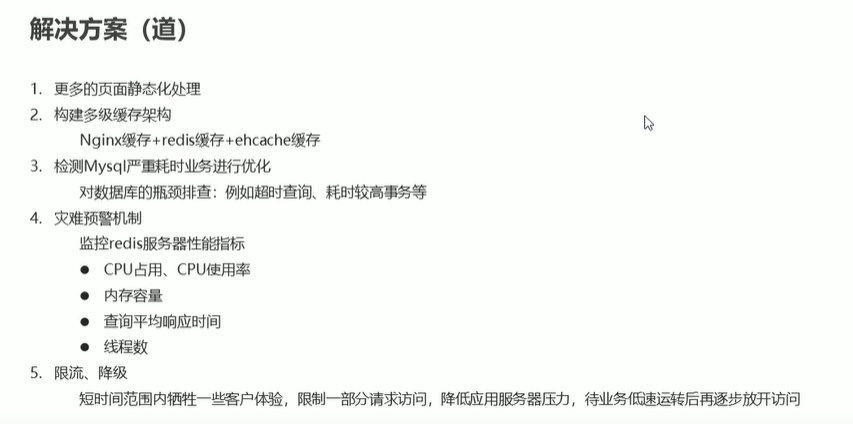 解决方案（道）
1. 更多的页面静态化处理
2. 构建多级缓存架构
Nginx缓存+redis缓存+ehcache缓存
3. 检测Mysql严重耗时业务进行优化
对数据库的瓶颈排查：例如超时查询、耗时较高事务等
4. 灾难预警机制
监控redis服务器性能指标
● CPU占用、CPU使用率
● 内存容量
● 查询平均响应时间
● 线程数
5. 限流、降级
短时间范围内牺牲一些客户体验，限制一部分请求访问，降低应用服务器压力，待业务低速运转后再逐步放开访问